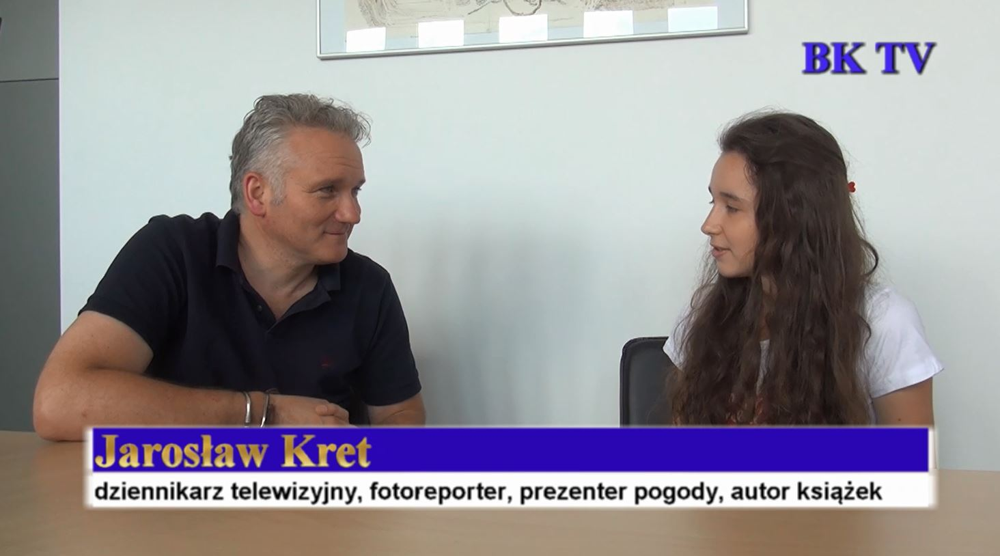 BK TV
Jarosław Kret
dziennikarz telewizyjny, fotoreporter, prezenter pogody, autor książek